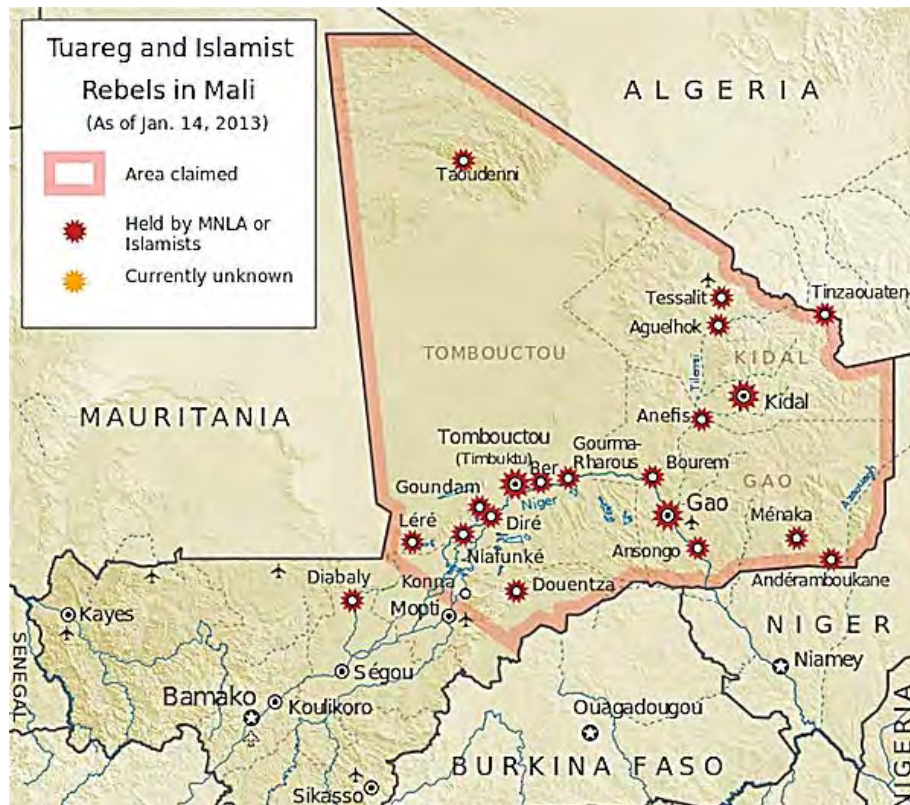 Tuareg and Islamist
Rebels in Mali
(As of Jan. 14, 2013)
Area claimed
Held by MNLA or
Islamists
Currently unknown
ALGERIA
Taoudenni
Tessalit
Tinzaouaten
Aguelhok
TOMBOUCTOU
KIDAL
Tilemsi
MAURITANIA
Anefis
Kidal
Tombouctou
(Timbuktu)
Ber
Gourma-
Rharous
Bourem
GAO
Azaouagh
Goundam
Niger
Gao
Léré
Diré
Ménaka
Niafunké
Ansongo
Diabaly
Konna
Douentza
Andéramboukane
Kayes
Mopti
NIGER
SENEGAL
Ségou
Niamey
Bamako
Koulikoro
Ouagadougou
BURKINA FASO
NIGERIA
Sikasso